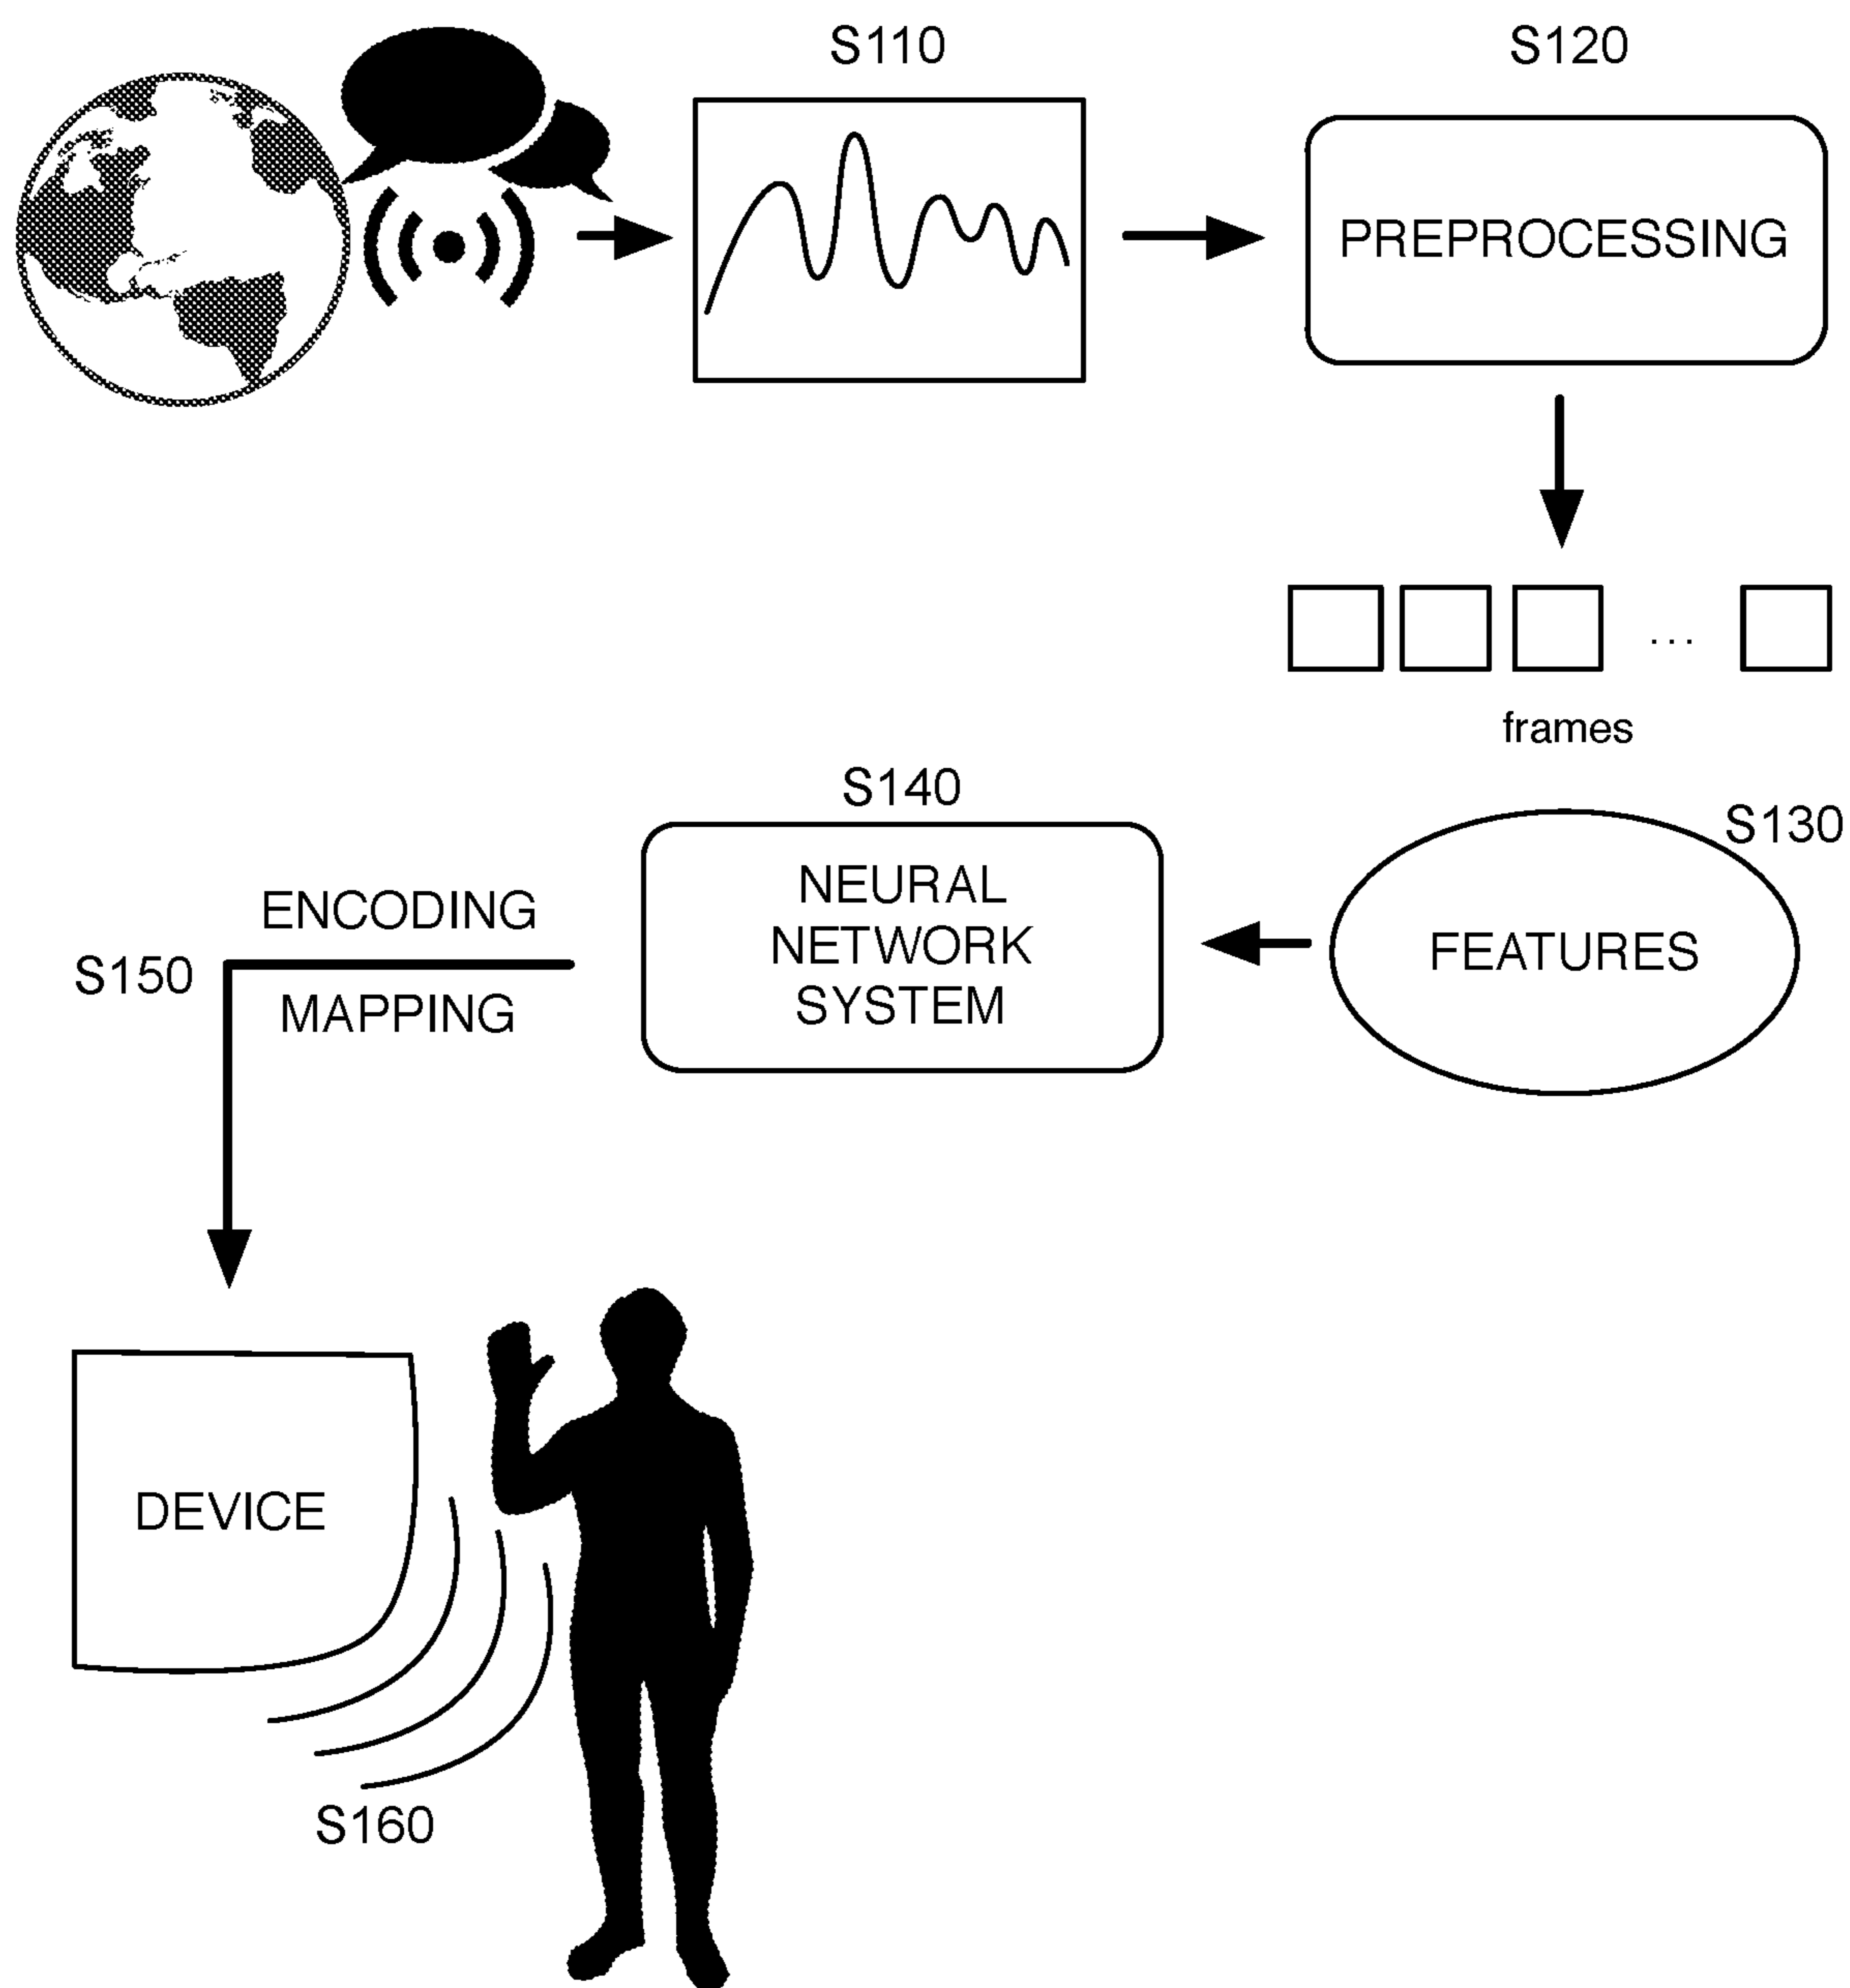 S110
S120
PREPROCESSING
...
frames
S130
FEATURES
S140
NEURAL
NETWORK
SYSTEM
ENCODING
S150
MAPPING
DEVICE
S160